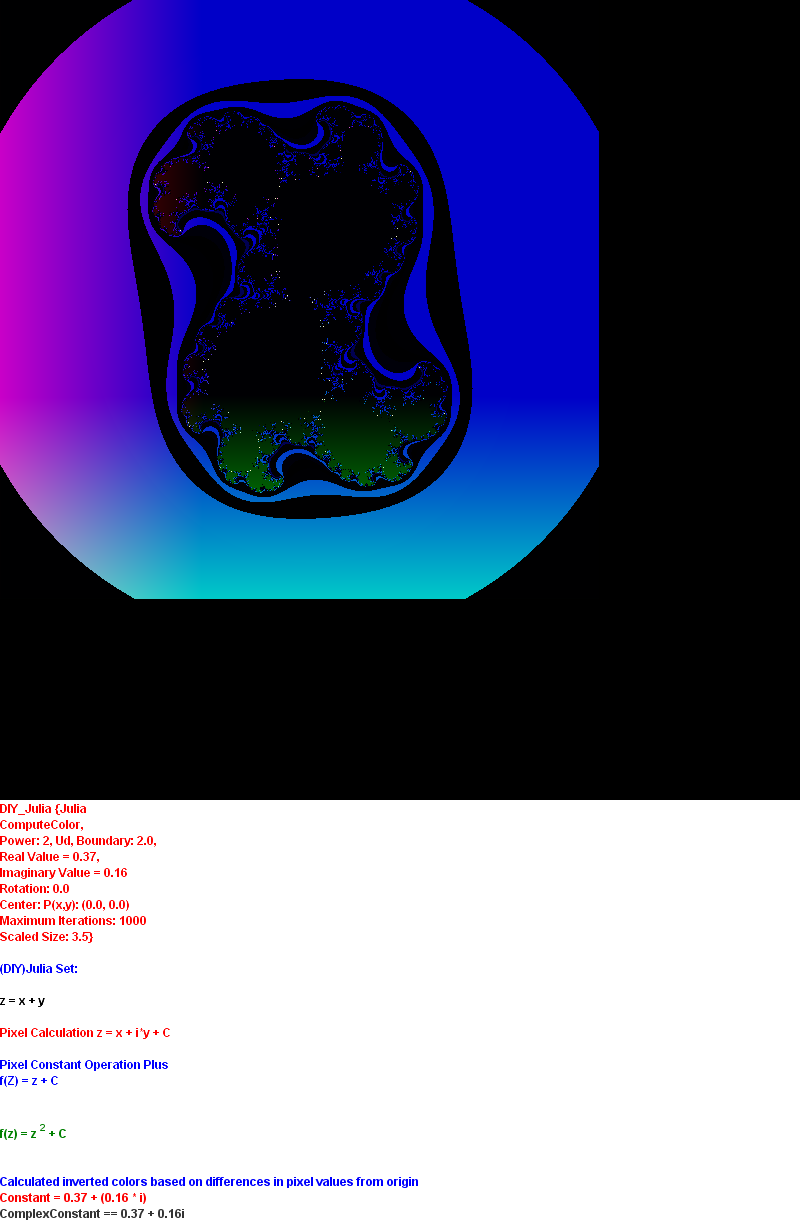 DIY_Julia {Julia
ComputeColor,
Power: 2, Ud, Boundary: 2.0,
Real Value = 0.37,
Imaginary Value = 0.16
Rotation: 0.0
Center: P(x,y): (0.0, 0.0)
Maximum Iterations: 1000
Scaled Size: 3.5}
(DIY)Julia Set:
z = x + y
Pixel Calculation z = x + i*y + C
Pixel Constant Operation Plus
f(Z) = z + C
f(z) = z 2 + C
Calculated inverted colors based on differences in pixel values from origin
Constant = 0.37 + (0.16 * i)
ComplexConstant == 0.37 + 0.16i